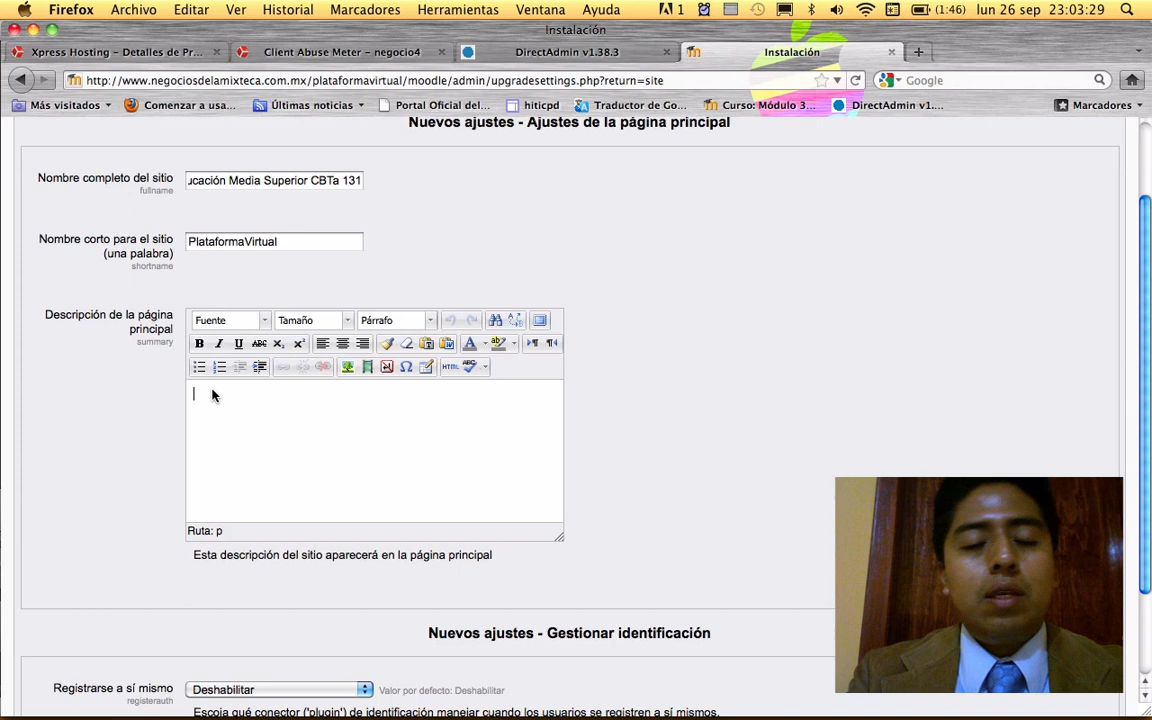 Firefox Archivo Editar Ver Historial Marcadores Herramientas Ventana Ayuda 1 (1:46) lun 26 sep 23:03:29
Instalación
Xpress Hosting – Detalles de Pr... Client Abuse Meter – negocio4 DirectAdmin v1.38.3 Instalación
http://www.negociosdelamixteca.com.mx/plataformavirtual/moodle/admin/upgradesettings.php?return=site Google
Más visitados Comenzar a usa... Últimas noticias Portal Oficial del... hiticpd Traductor de Go... Curso: Módulo 3... DirectAdmin v1.... Marcadores
Nuevos ajustes - Ajustes de la página principal
Nombre completo del sitio ucación Media Superior CBTa 131
fullname
Nombre corto para el sitio PlataformaVirtual
(una palabra)
shortname
Descripción de la página
principal
summary
Fuente Tamaño Párrafo
B I U ABC X₂ X²
HTML ABC
Ruta: p
Esta descripción del sitio aparecerá en la página principal
Nuevos ajustes - Gestionar identificación
Registrarse a sí mismo Deshabilitar Valor por defecto: Deshabilitar
registerauth
Escoja qué conector ('plugin') de identificación manejar cuando los usuarios se registren a sí mismos.